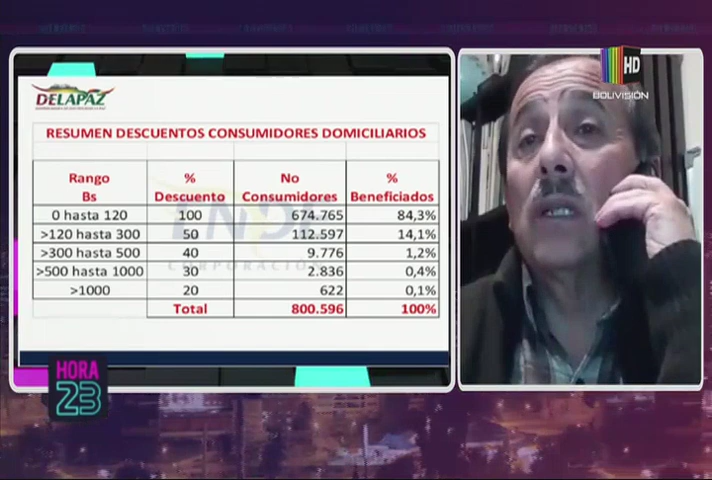 DELAPAZ
RESUMEN DESCUENTOS CONSUMIDORES DOMICILIARIOS
Rango Bs % Descuento No Consumidores % Beneficiados
0 hasta 120 100 674.765 84,3%
>120 hasta 300 50 112.597 14,1%
>300 hasta 500 40 9.776 1,2%
>500 hasta 1000 30 2.836 0,4%
>1000 20 622 0,1%
Total 800.596 100%
CORPORACIÓN
HORA
23
HD
BOLIVISIÓN